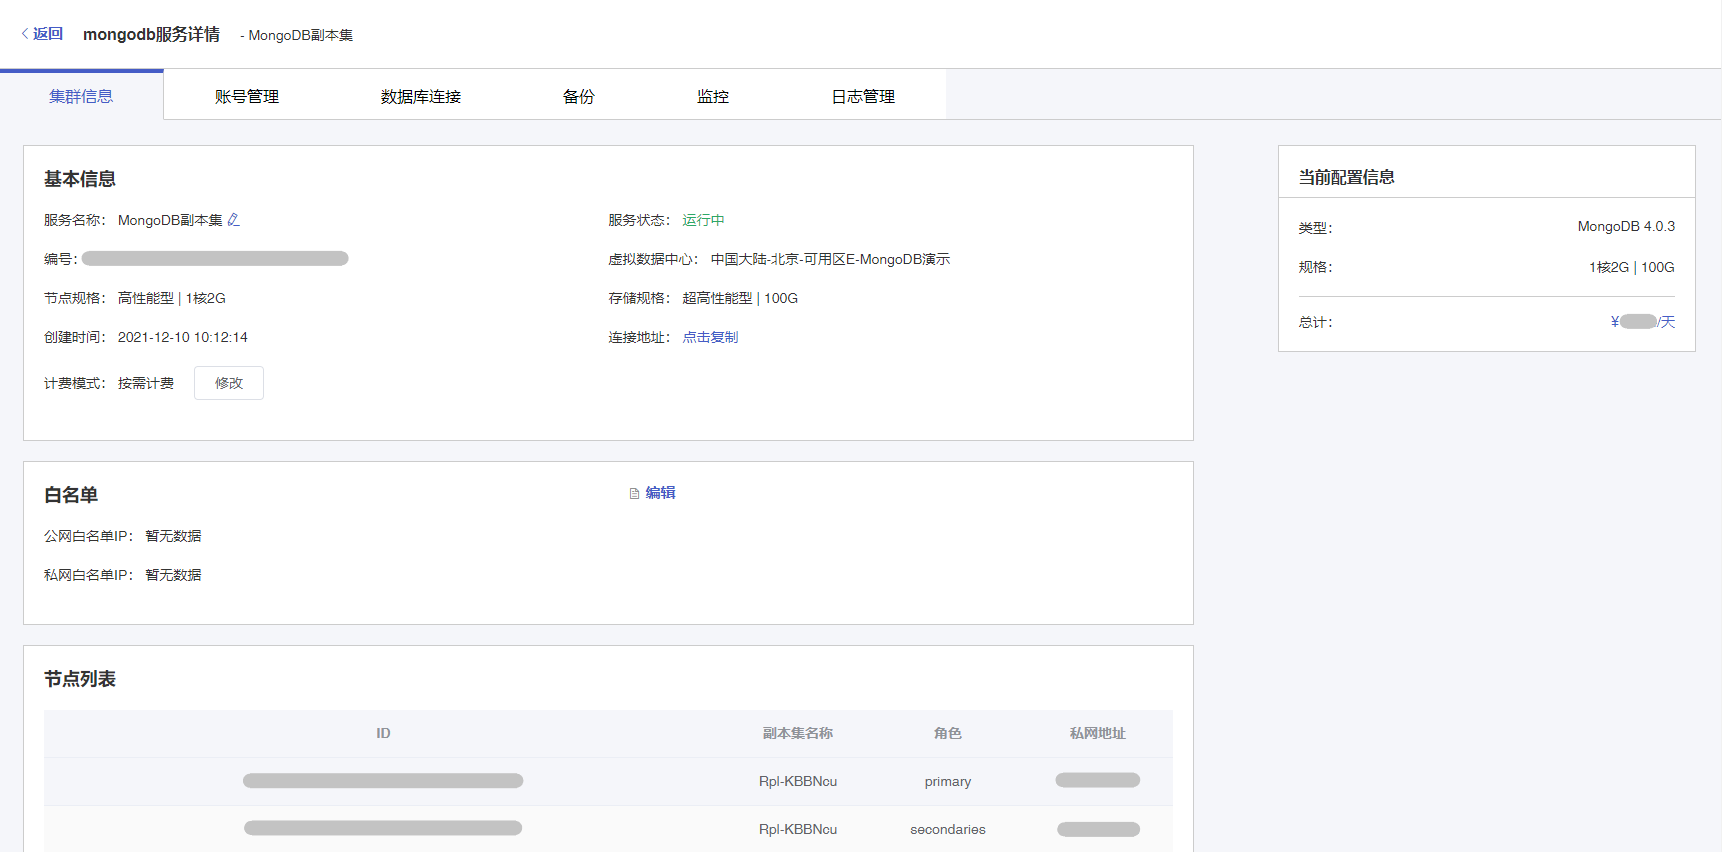 返回 mongodb服务详情 - MongoDB副本集
集群信息 账号管理 数据库连接 备份 监控 日志管理
基本信息
服务名称： MongoDB副本集
服务状态： 运行中
编号：
虚拟数据中心： 中国大陆-北京-可用区E-MongoDB演示
节点规格： 高性能型 | 1核2G
存储规格： 超高性能型 | 100G
创建时间： 2021-12-10 10:12:14
连接地址： 点击复制
计费模式： 按需计费 修改
当前配置信息
类型： MongoDB 4.0.3
规格： 1核2G | 100G
总计： ¥ /天
白名单 编辑
公网白名单IP： 暂无数据
私网白名单IP： 暂无数据
节点列表
ID 副本集名称 角色 私网地址
Rpl-KBBNcu primary
Rpl-KBBNcu secondaries